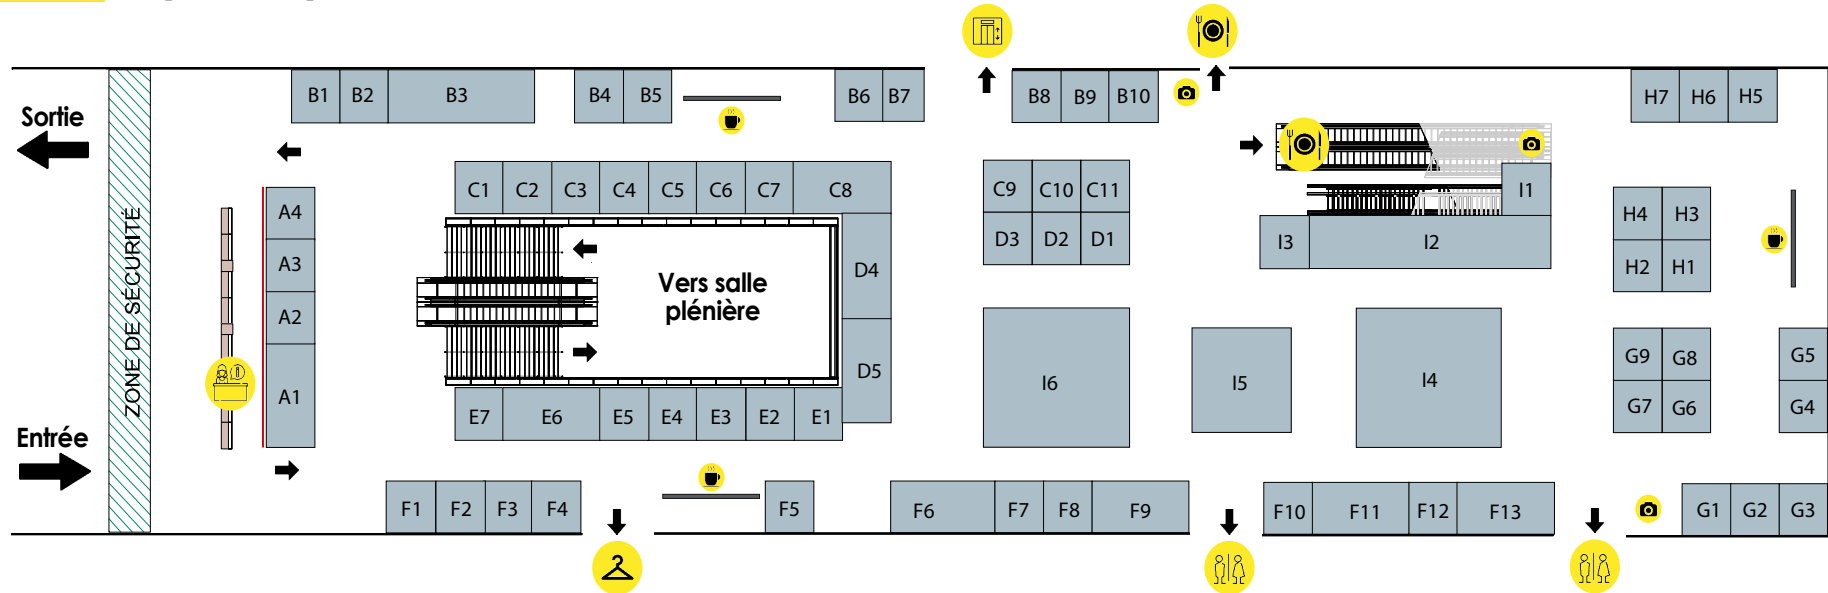 Sortie
Entrée
ZONE DE SÉCURITÉ
A4
A3
A2
A1
B1 B2 B3 B4 B5 B6 B7 B8 B9 B10
H7 H6 H5
C1 C2 C3 C4 C5 C6 C7 C8
C9 C10 C11
D3 D2 D1
D4
D5
Vers salle
plénière
E7 E6 E5 E4 E3 E2 E1
I1
I3 I2
H4 H3
H2 H1
I6 I5 I4
G9 G8
G7 G6
G5
G4
F1 F2 F3 F4 F5 F6 F7 F8 F9 F10 F11 F12 F13
G1 G2 G3